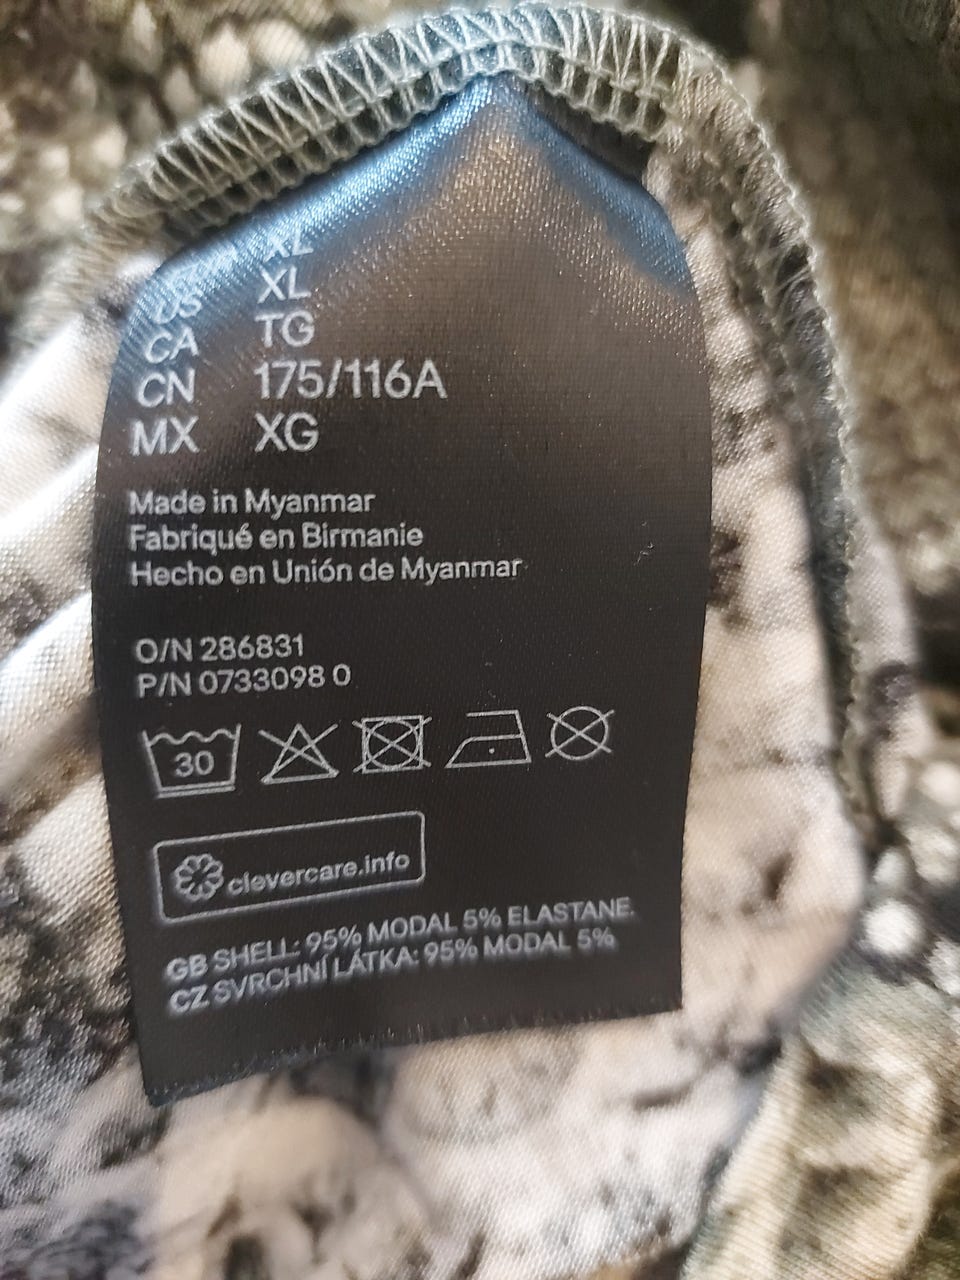 XL
US XL
CA TG
CN 175/116A
MX XG
Made in Myanmar
Fabriqué en Birmanie
Hecho en Unión de Myanmar
O/N 286831
P/N 0733098 0
30
clevercare.info
GB SHELL: 95% MODAL 5% ELASTANE.
CZ SVRCHNÍ LÁTKA: 95% MODAL 5%